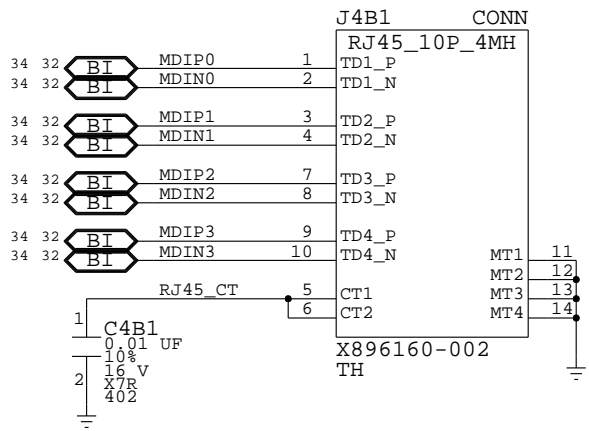 J4B1 CONN
RJ45_10P_4MH
34 32 BI MDIP0 1 TD1_P
34 32 BI MDIN0 2 TD1_N
34 32 BI MDIP1 3 TD2_P
34 32 BI MDIN1 4 TD2_N
34 32 BI MDIP2 7 TD3_P
34 32 BI MDIN2 8 TD3_N
34 32 BI MDIP3 9 TD4_P
34 32 BI MDIN3 10 TD4_N
MT1 11
MT2 12
RJ45_CT 5 CT1 MT3 13
6 CT2 MT4 14
1 C4B1
0.01 UF
10%
16 V
2 X7R
402
X896160-002
TH